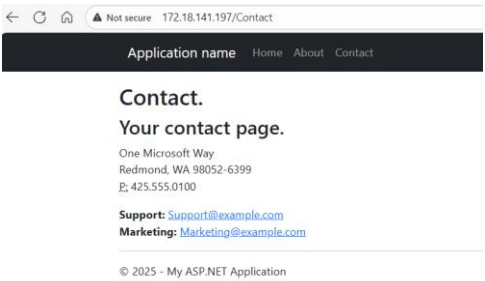 Not secure 172.18.141.197/Contact
Application name Home About Contact
Contact.
Your contact page.
One Microsoft Way
Redmond, WA 98052-6399
P: 425.555.0100
Support: Support@example.com
Marketing: Marketing@example.com
© 2025 - My ASP.NET Application